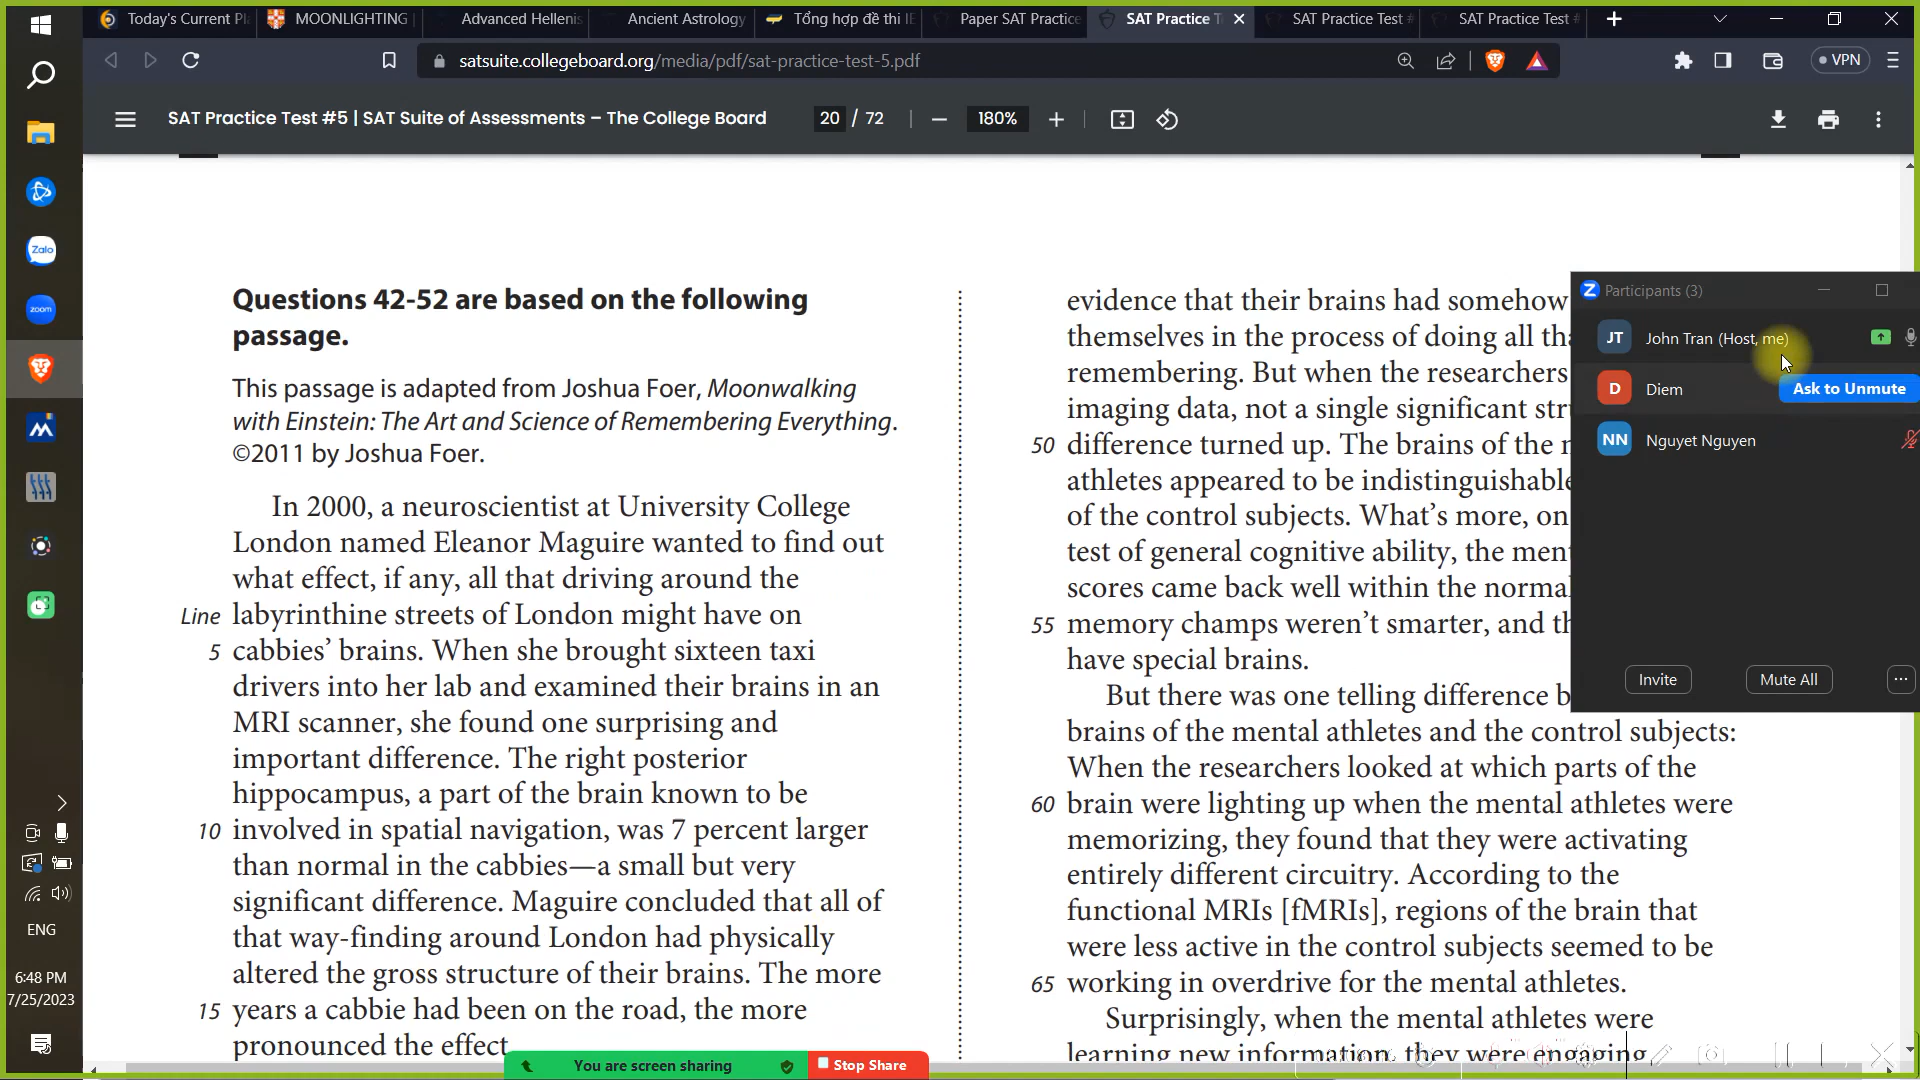 Today's Current Pl
MOONLIGHTING
Advanced Hellenis
Ancient Astrology
Tổng hợp đề thi IE
Paper SAT Practice
SAT Practice T
SAT Practice Test #
SAT Practice Test #
satsuite.collegeboard.org/media/pdf/sat-practice-test-5.pdf
VPN
SAT Practice Test #5 | SAT Suite of Assessments – The College Board
20 / 72
180%
Questions 42-52 are based on the following
passage.
This passage is adapted from Joshua Foer, Moonwalking
with Einstein: The Art and Science of Remembering Everything.
©2011 by Joshua Foer.
In 2000, a neuroscientist at University College
London named Eleanor Maguire wanted to find out
what effect, if any, all that driving around the
Line labyrinthine streets of London might have on
5 cabbies' brains. When she brought sixteen taxi
drivers into her lab and examined their brains in an
MRI scanner, she found one surprising and
important difference. The right posterior
hippocampus, a part of the brain known to be
10 involved in spatial navigation, was 7 percent larger
than normal in the cabbies—a small but very
significant difference. Maguire concluded that all of
that way-finding around London had physically
altered the gross structure of their brains. The more
15 years a cabbie had been on the road, the more
pronounced the effect
evidence that their brains had somehow
themselves in the process of doing all tha
remembering. But when the researchers
imaging data, not a single significant str
50 difference turned up. The brains of the
athletes appeared to be indistinguishable
of the control subjects. What's more, on
test of general cognitive ability, the men
scores came back well within the normal
55 memory champs weren't smarter, and th
have special brains.
But there was one telling difference b
brains of the mental athletes and the control subjects:
When the researchers looked at which parts of the
60 brain were lighting up when the mental athletes were
memorizing, they found that they were activating
entirely different circuitry. According to the
functional MRIs [fMRIs], regions of the brain that
were less active in the control subjects seemed to be
65 working in overdrive for the mental athletes.
Surprisingly, when the mental athletes were
learning new information, they were engaging
Participants (3)
JT John Tran (Host, me)
D Diem Ask to Unmute
NN Nguyet Nguyen
Invite Mute All
Zalo
zoom
ENG
6:48 PM
7/25/2023
You are screen sharing
Stop Share